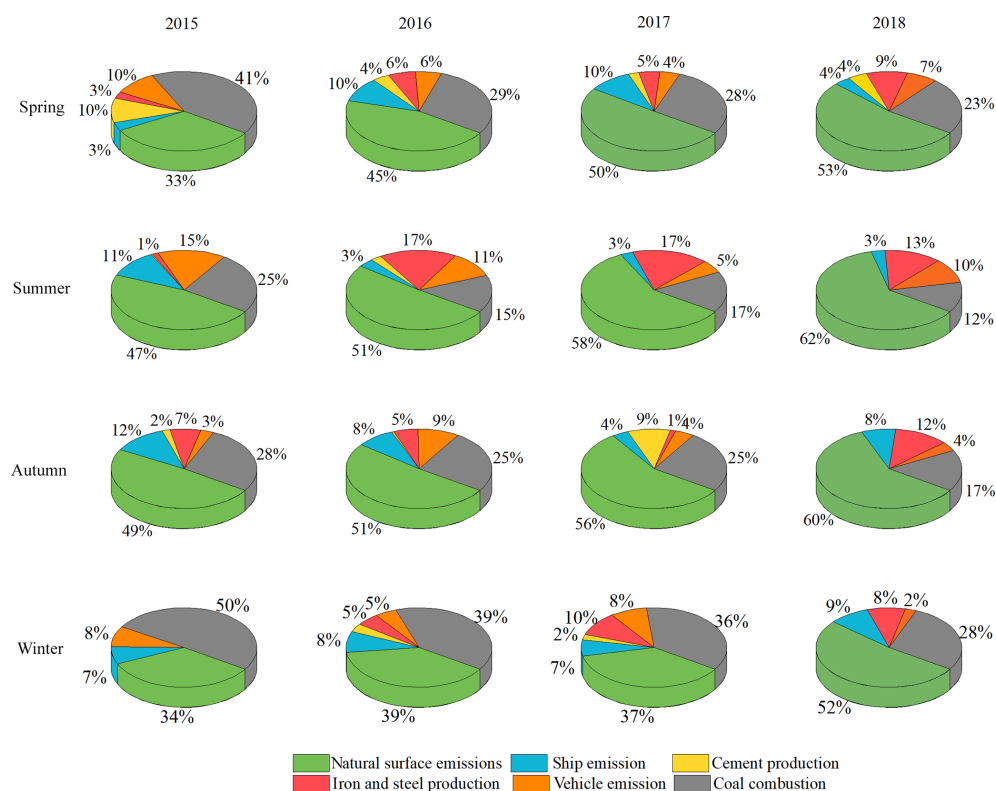 2015 2016 2017 2018
Spring
10% 41% 3% 10% 3% 33%
10% 4% 6% 6% 29% 45%
10% 5% 4% 28% 50%
4% 4% 9% 7% 23% 53%
Summer
11% 1% 15% 25% 47%
3% 17% 11% 15% 51%
3% 17% 5% 17% 58%
3% 13% 10% 12% 62%
Autumn
12% 2% 7% 3% 28% 49%
8% 5% 9% 25% 51%
4% 9% 1% 4% 25% 56%
8% 12% 4% 17% 60%
Winter
8% 50% 7% 34%
8% 5% 5% 39% 39%
10% 8% 36% 2% 7% 37%
9% 8% 2% 28% 52%
Natural surface emissions Ship emission Cement production
Iron and steel production Vehicle emission Coal combustion